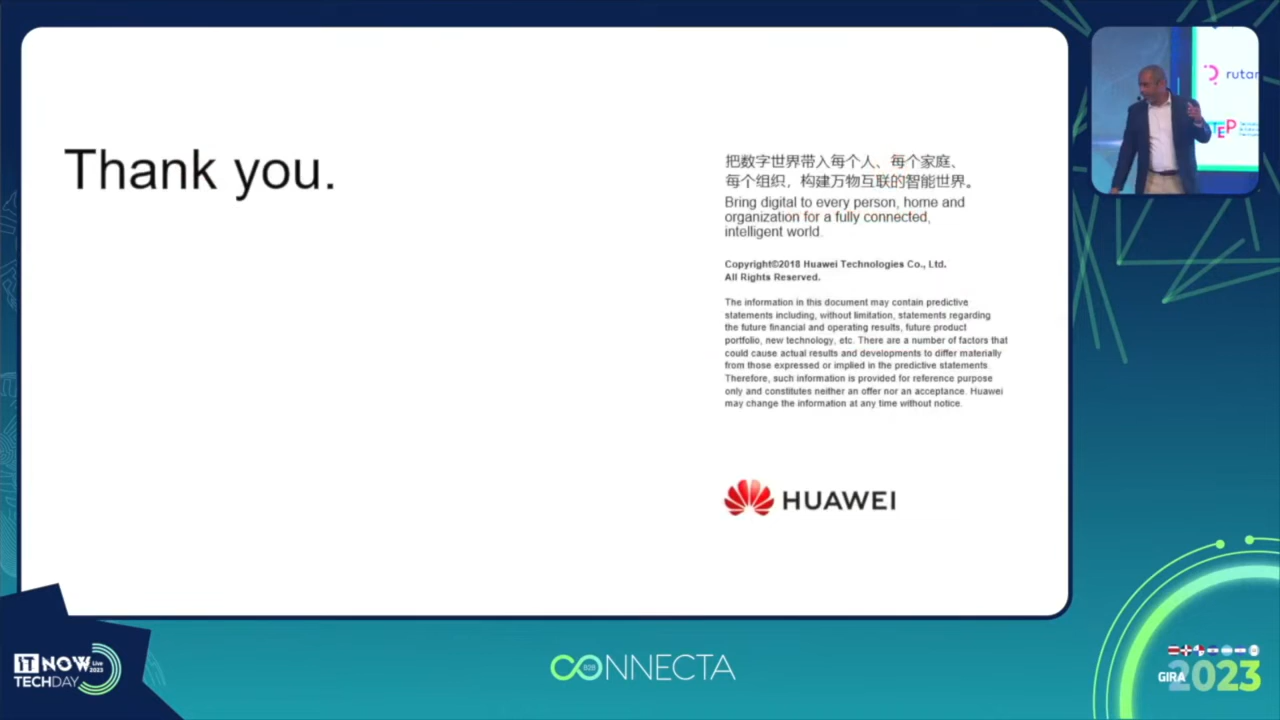 Thank you.
把数字世界带入每个人、每个家庭、
每个组织，构建万物互联的智能世界。
Bring digital to every person, home and
organization for a fully connected,
intelligent world.
Copyright©2018 Huawei Technologies Co., Ltd.
All Rights Reserved.
The information in this document may contain predictive
statements including, without limitation, statements regarding
the future financial and operating results, future product
portfolio, new technology, etc. There are a number of factors that
could cause actual results and developments to differ materially
from those expressed or implied in the predictive statements.
Therefore, such information is provided for reference purpose
only and constitutes neither an offer nor an acceptance. Huawei
may change the information at any time without notice.
HUAWEI
rutan
TEP
IT NOW Live 2023
TECHDAY
CONNECTA
B2B
GIRA 2023